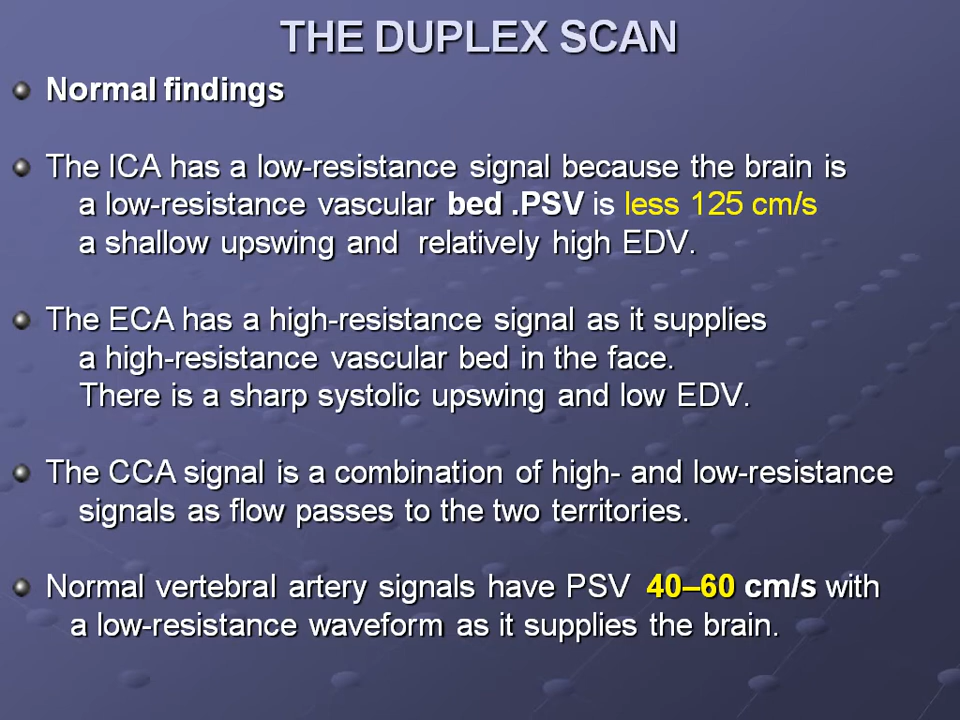 THE DUPLEX SCAN
Normal findings
The ICA has a low-resistance signal because the brain is
a low-resistance vascular bed .PSV is less 125 cm/s
a shallow upswing and relatively high EDV.
The ECA has a high-resistance signal as it supplies
a high-resistance vascular bed in the face.
There is a sharp systolic upswing and low EDV.
The CCA signal is a combination of high- and low-resistance
signals as flow passes to the two territories.
Normal vertebral artery signals have PSV 40–60 cm/s with
a low-resistance waveform as it supplies the brain.